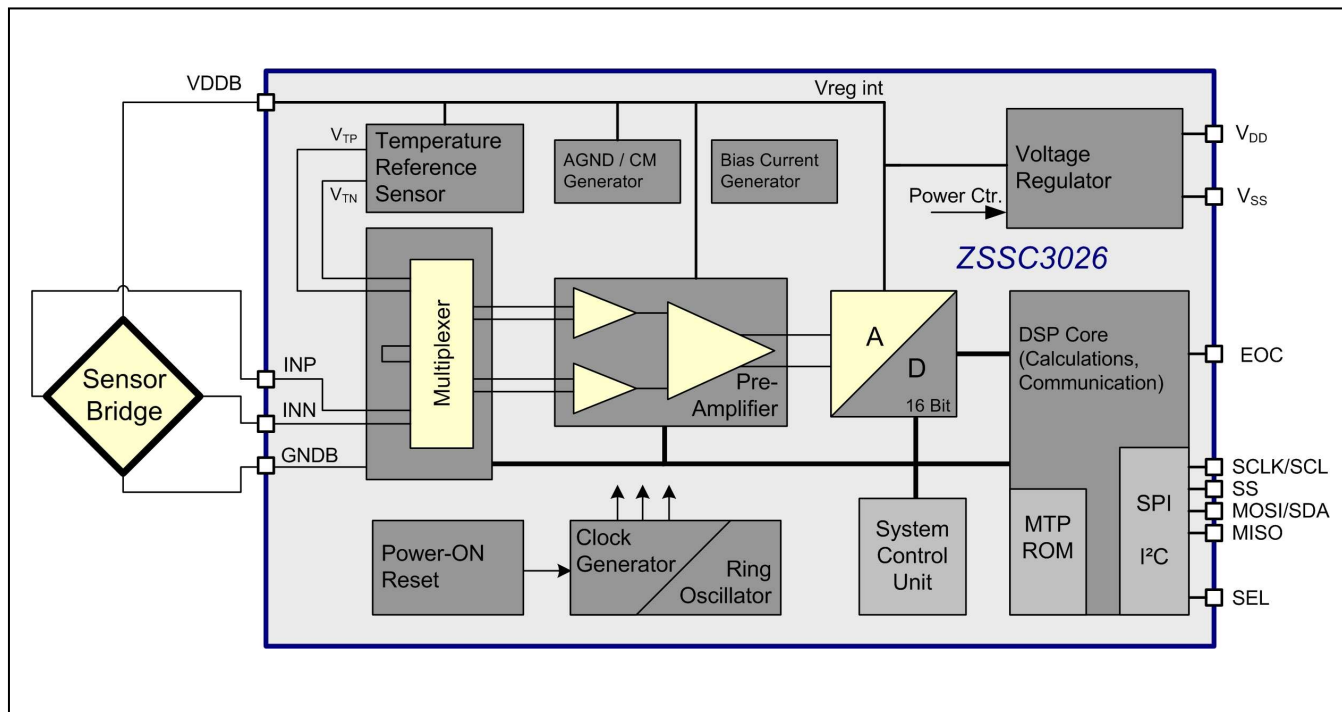 VDDB
Vreg int
VTP
VTN
Temperature
Reference
Sensor
AGND / CM
Generator
Bias Current
Generator
Voltage
Regulator
Power Ctr.
VDD
VSS
ZSSC3026
Multiplexer
Sensor
Bridge
INP
INN
GNDB
Pre-
Amplifier
A
D
16 Bit
DSP Core
(Calculations,
Communication)
EOC
SCLK/SCL
SS
MOSI/SDA
MISO
SEL
SPI
I²C
MTP
ROM
System
Control
Unit
Power-ON
Reset
Clock
Generator
Ring
Oscillator